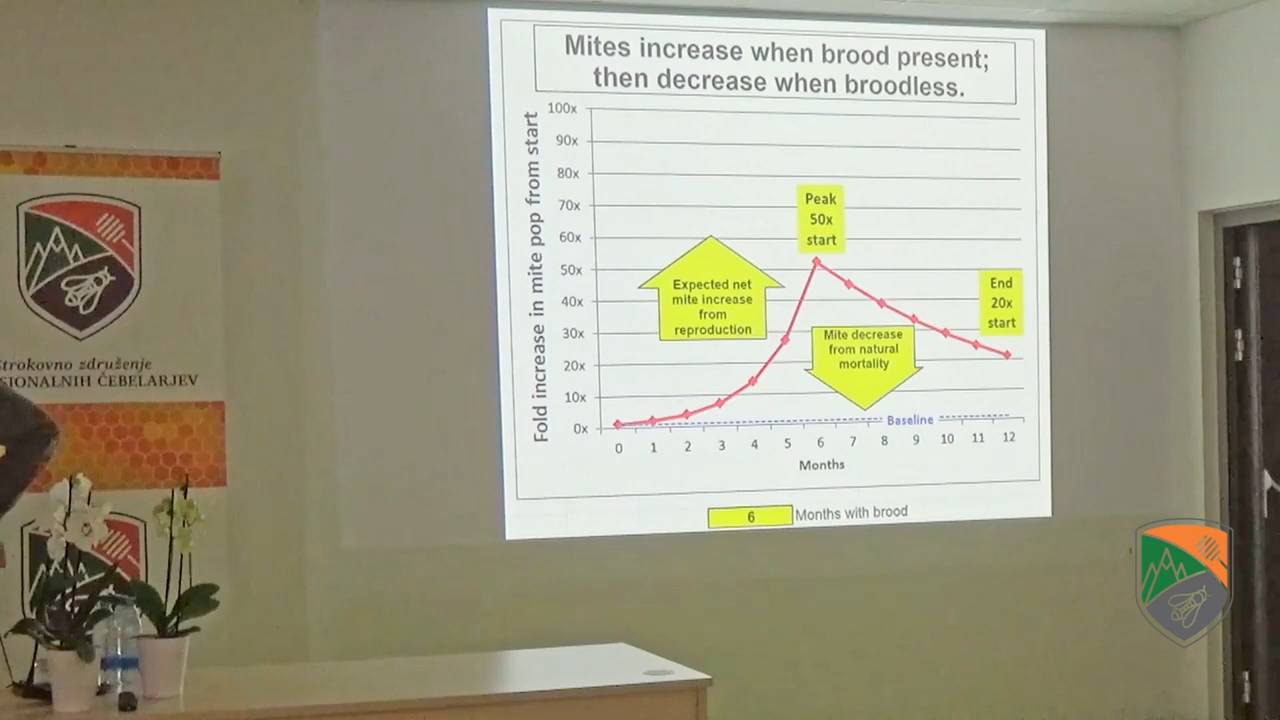 Mites increase when brood present;
then decrease when broodless.
Fold increase in mite pop from start
100x
90x
80x
70x
60x
50x
40x
30x
20x
10x
0x
Peak
50x
start
Expected net
mite increase
from
reproduction
Mite decrease
from natural
mortality
End
20x
start
Baseline
0 1 2 3 4 5 6 7 8 9 10 11 12
Months
6 Months with brood
Strokovno združenje
SIONALNIH ČEBELARJEV